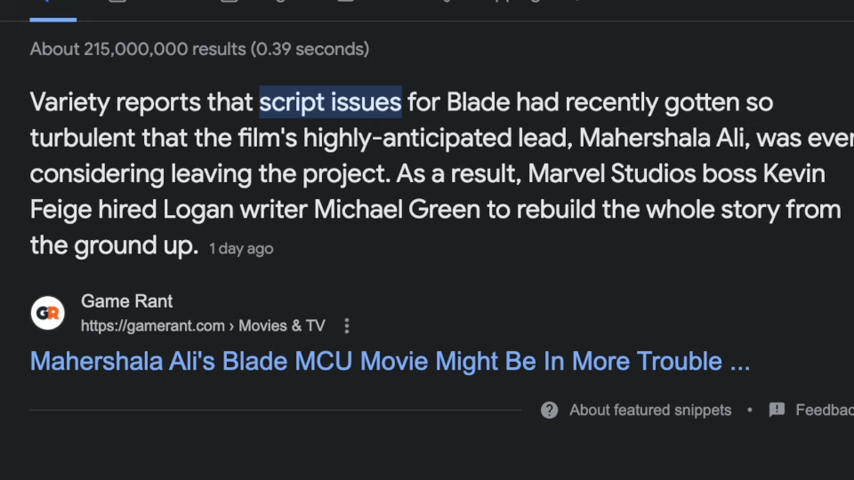 About 215,000,000 results (0.39 seconds)
Variety reports that script issues for Blade had recently gotten so
turbulent that the film's highly-anticipated lead, Mahershala Ali, was even
considering leaving the project. As a result, Marvel Studios boss Kevin
Feige hired Logan writer Michael Green to rebuild the whole story from
the ground up. 1 day ago
GR Game Rant
https://gamerant.com › Movies & TV
Mahershala Ali's Blade MCU Movie Might Be In More Trouble ...
About featured snippets • Feedbac